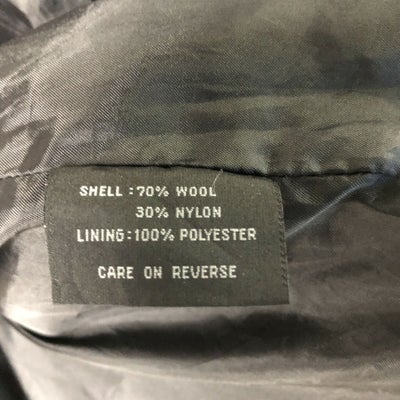 SHELL : 70% WOOL
30% NYLON
LINING : 100% POLYESTER
CARE ON REVERSE